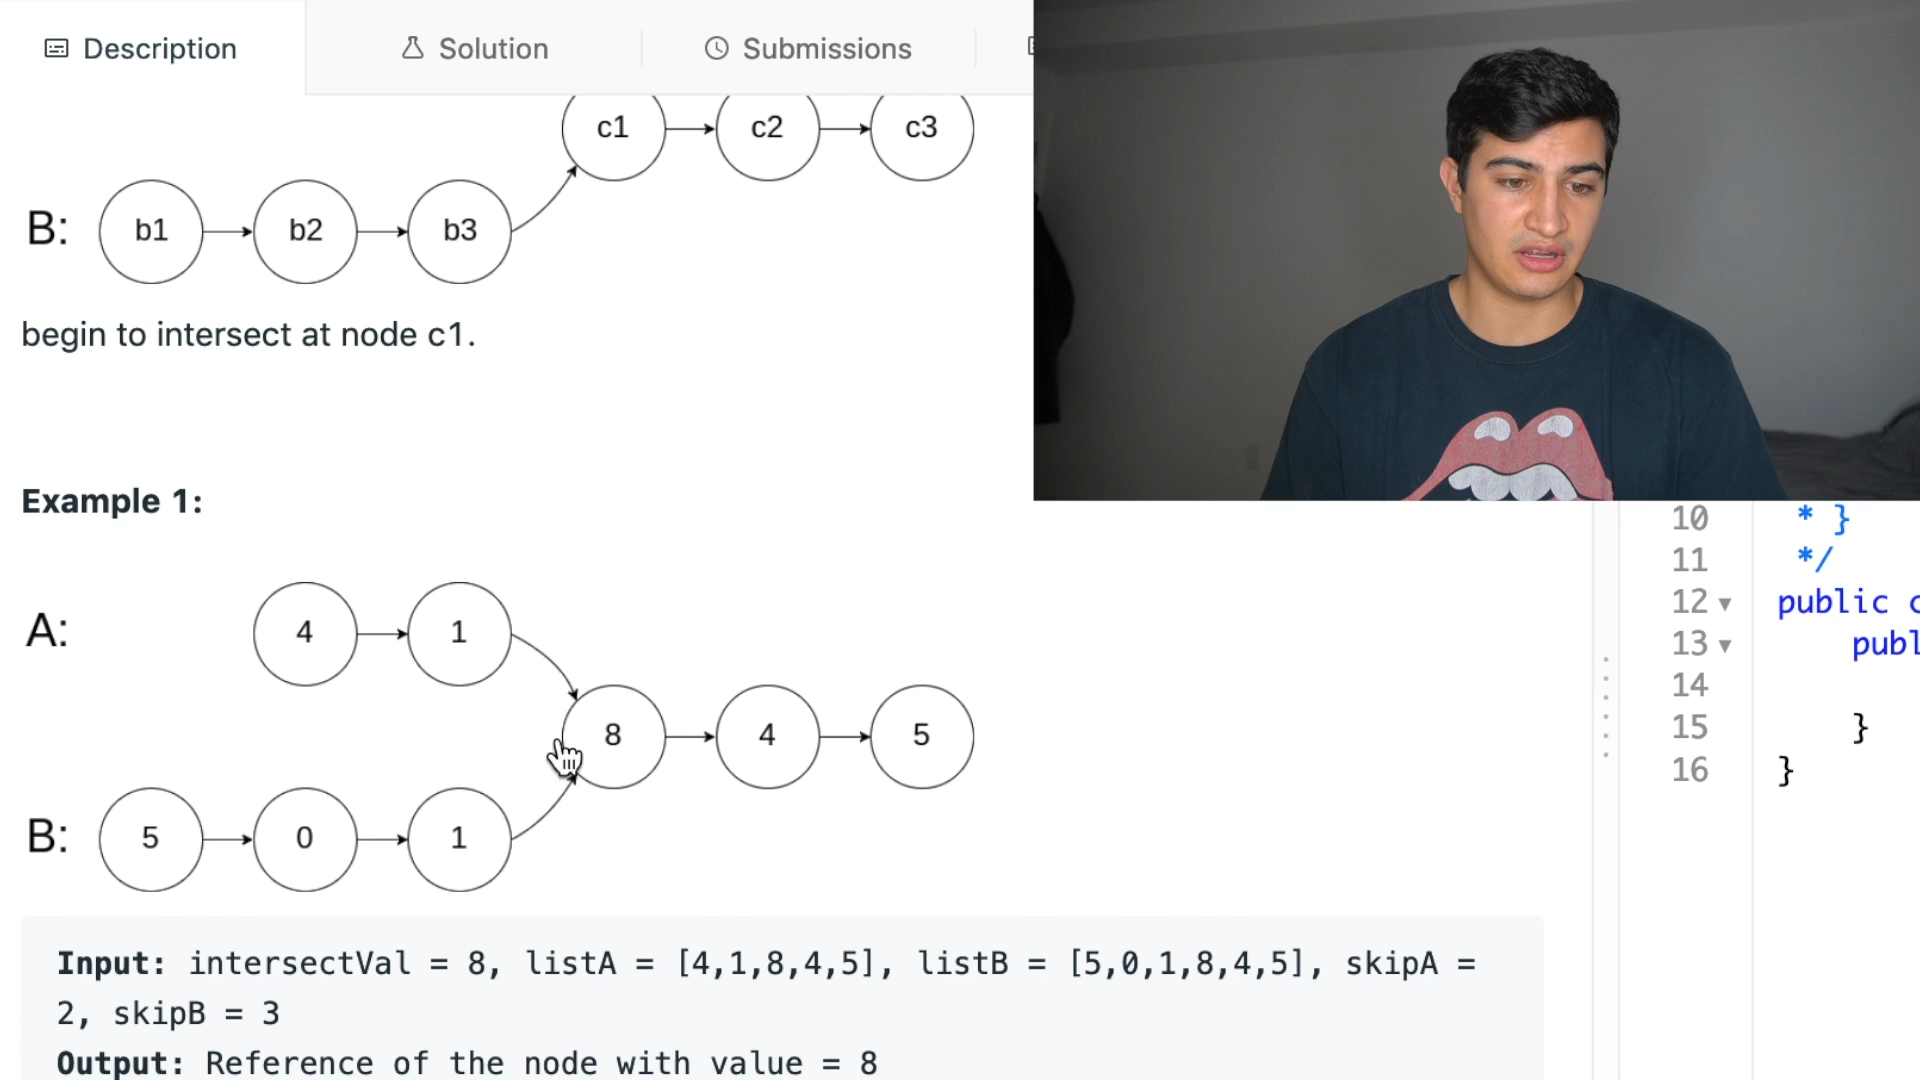 Description
Solution
Submissions
c1
c2
c3
B:
b1
b2
b3
begin to intersect at node c1.
Example 1:
A:
4
1
8
4
5
B:
5
0
1
Input: intersectVal = 8, listA = [4,1,8,4,5], listB = [5,0,1,8,4,5], skipA =
2, skipB = 3
Output: Reference of the node with value = 8
10 * }
11 */
12 public c
13 publ
14
15 }
16 }